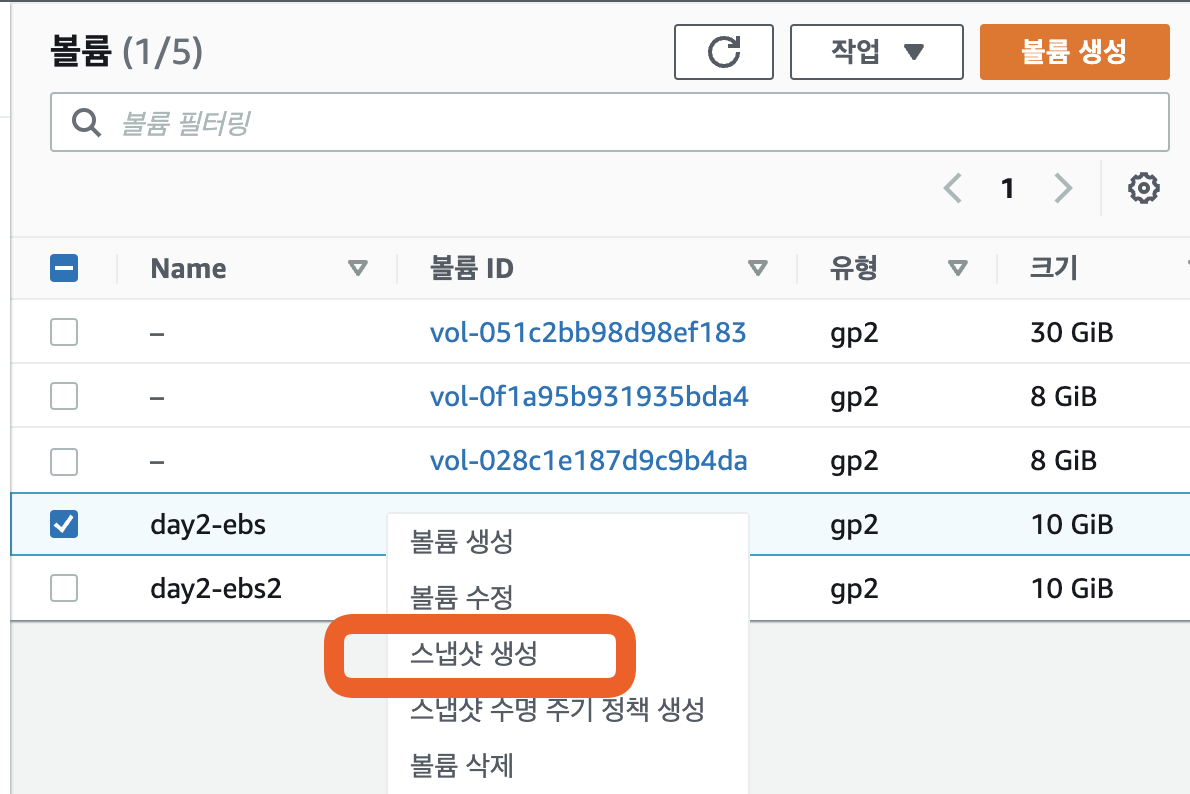 볼륨 (1/5)
작업
볼륨 생성
볼륨 필터링
1
Name 볼륨 ID 유형 크기
– vol-051c2bb98d98ef183 gp2 30 GiB
– vol-0f1a95b931935bda4 gp2 8 GiB
– vol-028c1e187d9c9b4da gp2 8 GiB
day2-ebs gp2 10 GiB
day2-ebs2 gp2 10 GiB
볼륨 생성
볼륨 수정
스냅샷 생성
스냅샷 수명 주기 정책 생성
볼륨 삭제